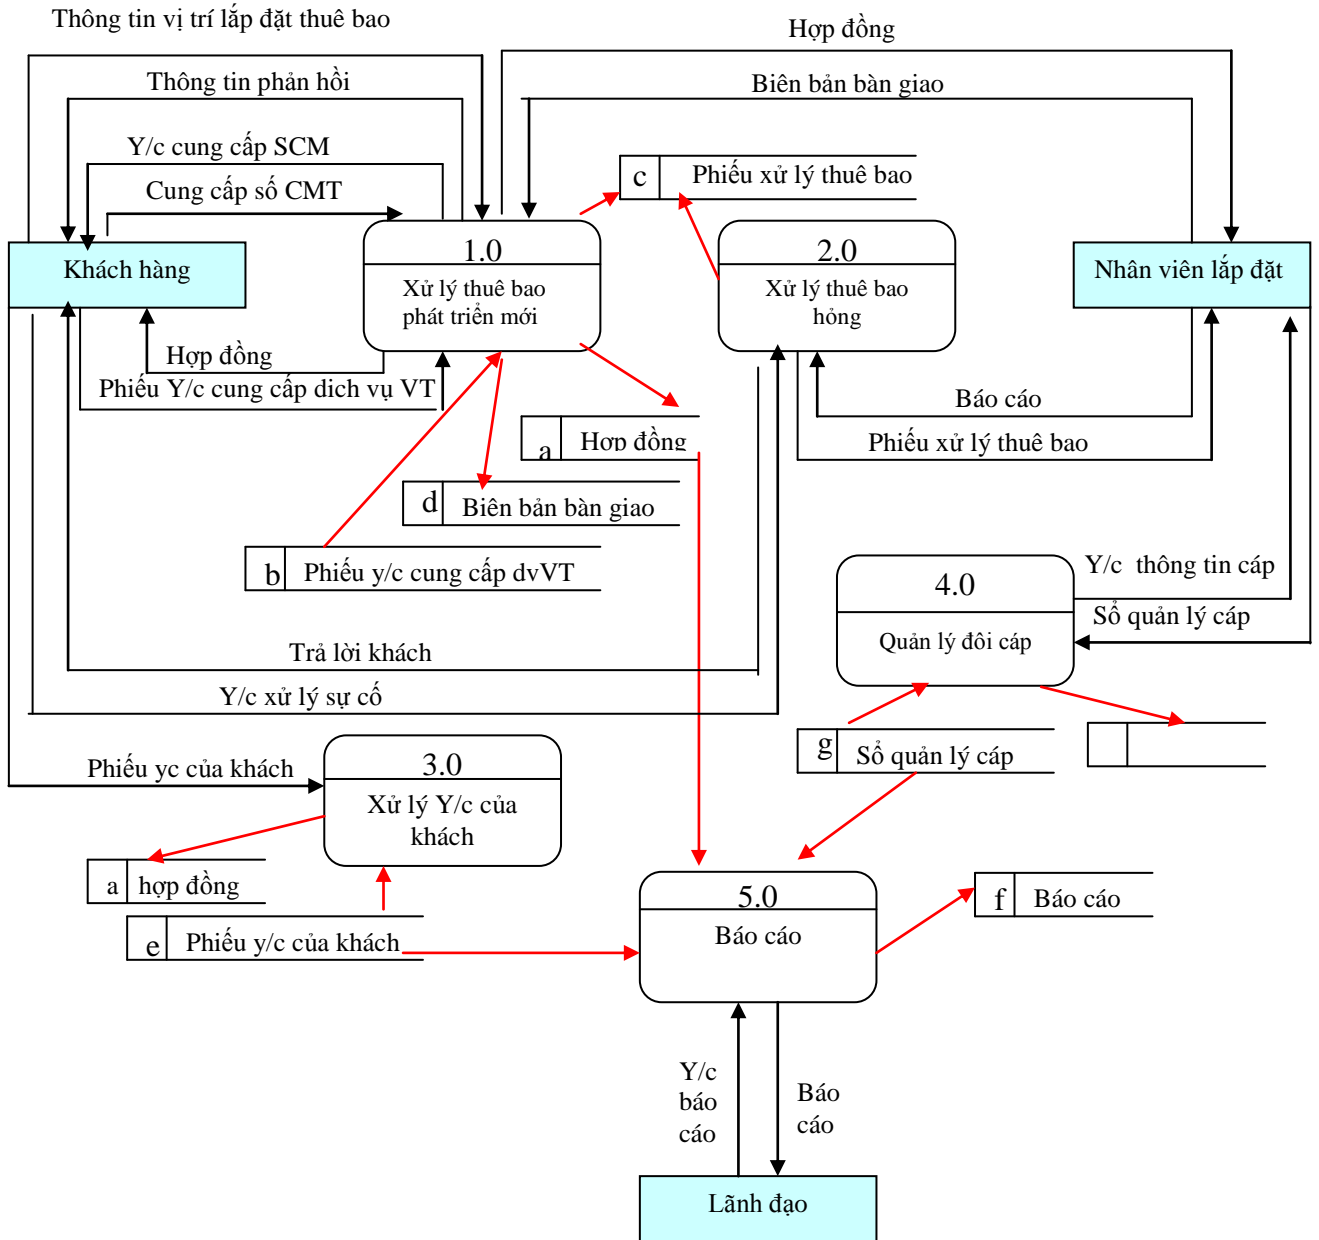 Thông tin vị trí lắp đặt thuê bao
Hợp đồng
Thông tin phản hồi
Biên bản bàn giao
Y/c cung cấp SCM
Cung cấp số CMT
c Phiếu xử lý thuê bao
1.0
2.0
Khách hàng
Nhân viên lắp đặt
Xử lý thuê bao
phát triển mới
Xử lý thuê bao
hỏng
Hợp đồng
Phiếu Y/c cung cấp dich vụ VT
Báo cáo
Phiếu xử lý thuê bao
a Hợp đồng
d Biên bản bàn giao
b Phiếu y/c cung cấp dvVT
4.0
Y/c thông tin cáp
Sổ quản lý cáp
Quản lý đôi cáp
Trả lời khách
Y/c xử lý sự cố
g Sổ quản lý cáp
Phiếu yc của khách
3.0
Xử lý Y/c của
khách
a hợp đồng
5.0
Báo cáo
f Báo cáo
e Phiếu y/c của khách
Y/c
báo
cáo
Báo
cáo
Lãnh đạo